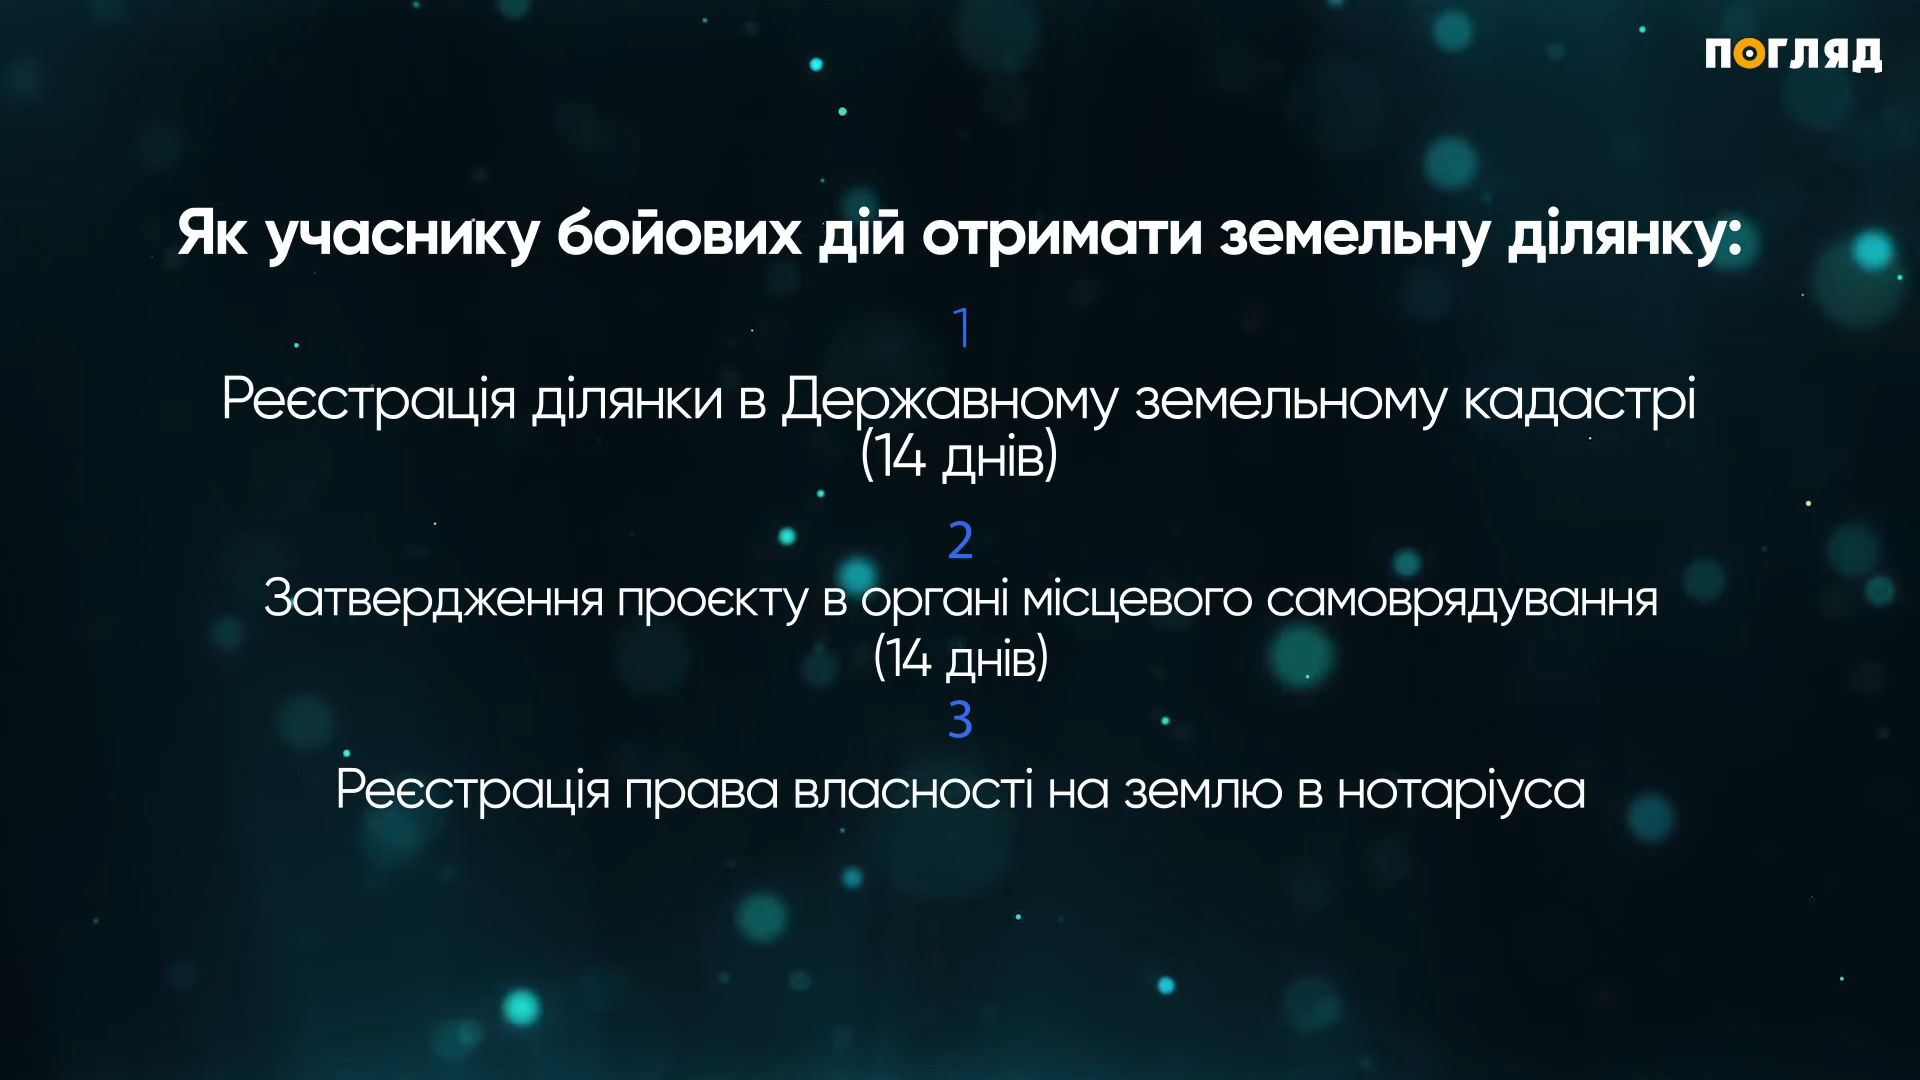 ПОГЛЯД
Як учаснику бойових дій отримати земельну ділянку:
1
Реєстрація ділянки в Державному земельному кадастрі
(14 днів)
2
Затвердження проєкту в органі місцевого самоврядування
(14 днів)
3
Реєстрація права власності на землю в нотаріуса